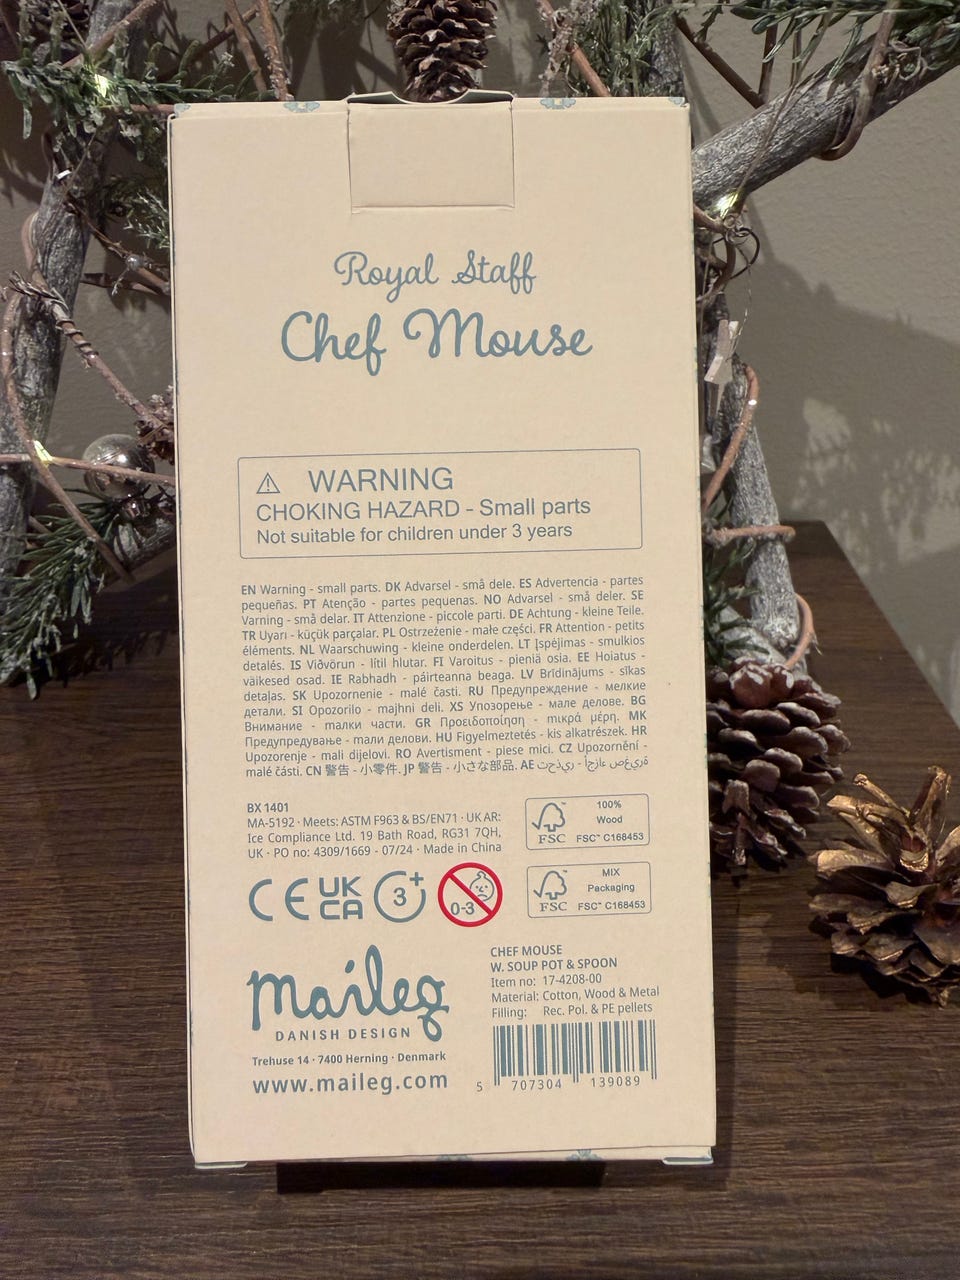 Royal Staff
Chef Mouse
WARNING
CHOKING HAZARD - Small parts
Not suitable for children under 3 years
EN Warning - small parts. DK Advarsel - små dele. ES Advertencia - partes
pequeñas. PT Atenção - partes pequenas. NO Advarsel - små deler. SE
Varning - små delar. IT Attenzione - piccole parti. DE Achtung - kleine Teile.
TR Uyarı - küçük parçalar. PL Ostrzeżenie - małe części. FR Attention - petits
éléments. NL Waarschuwing - kleine onderdelen. LT Įspėjimas - smulkios
detalės. IS Viðvörun - lítil hlutar. FI Varoitus - pieniä osia. EE Hoiatus -
väikesed osad. IE Rabhadh - páirteanna beaga. LV Brīdinājums - sīkas
detaļas. SK Upozornenie - malé časti. RU Предупреждение - мелкие
детали. SI Opozorilo - majhni deli. XS Упозорење - мале делове. BG
Внимание - малки части. GR Προειδοποίηση - μικρά μέρη. MK
Предупредување - мали делови. HU Figyelmeztetés - kis alkatrészek. HR
Upozorenje - mali dijelovi. RO Avertisment - piese mici. CZ Upozornění -
malé části. CN 警告 - 小零件. JP 警告 - 小さな部品. AE تحذير - أجزاء صغيرة
BX 1401
MA-5192 · Meets: ASTM F963 & BS/EN71 · UK AR:
Ice Compliance Ltd. 19 Bath Road, RG31 7QH,
UK · PO no: 4309/1669 - 07/24 · Made in China
100%
Wood
FSC FSC™ C168453
MIX
Packaging
FSC FSC™ C168453
CE UK CA 3+ 0-3
maileg
DANISH DESIGN
Trehuse 14 · 7400 Herning · Denmark
www.maileg.com
CHEF MOUSE
W. SOUP POT & SPOON
Item no: 17-4208-00
Material: Cotton, Wood & Metal
Filling: Rec. Pol. & PE pellets
5 707304 139089